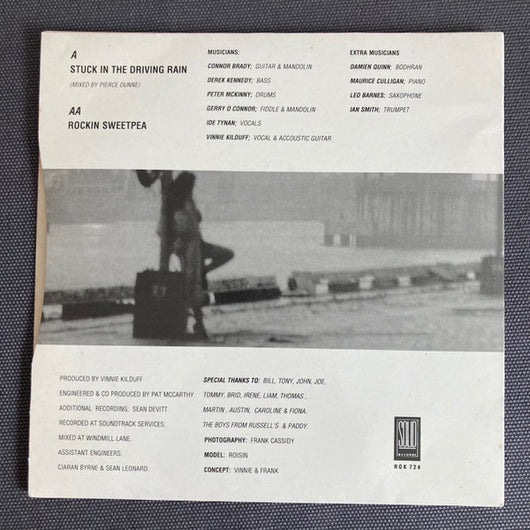 A
STUCK IN THE DRIVING RAIN
(MIXED BY PIERCE DUNNE)
AA
ROCKIN SWEETPEA
MUSICIANS:
CONNOR BRADY; GUITAR & MANDOLIN
DEREK KENNEDY; BASS
PETER MCKINNY; DRUMS
GERRY O CONNOR; FIDDLE & MANDOLIN
IDE TYNAN; VOCALS
VINNIE KILDUFF; VOCAL & ACCOUSTIC GUITAR
EXTRA MUSICIANS
DAMIEN QUINN; BODHRAN
MAURICE CULLIGAN; PIANO
LEO BARNES; SAXOPHONE
IAN SMITH; TRUMPET
PRODUCED BY VINNIE KILDUFF
ENGINEERED & CO PRODUCED BY PAT MCCARTHY
ADDITIONAL RECORDING; SEAN DEVITT
RECORDED AT SOUNDTRACK SERVICES;
MIXED AT WINDMILL LANE.
ASSISTANT ENGINEERS:
CIARAN BYRNE & SEAN LEONARD.
SPECIAL THANKS TO: BILL, TONY, JOHN, JOE,
TOMMY, BRID, IRENE, LIAM, THOMAS,
MARTIN, AUSTIN, CAROLINE & FIONA.
THE BOYS FROM RUSSELL'S & PADDY.
PHOTOGRAPHY: FRANK CASSIDY
MODEL: ROISIN
CONCEPT: VINNIE & FRANK
SOLO
RECORDS
ROK 724